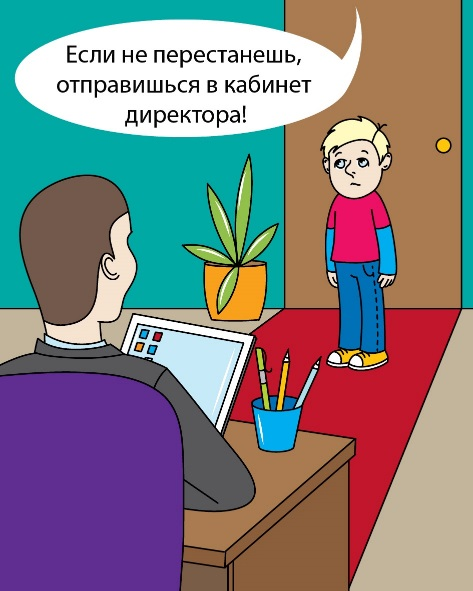 Если не перестанешь,
отправишься в кабинет
директора!